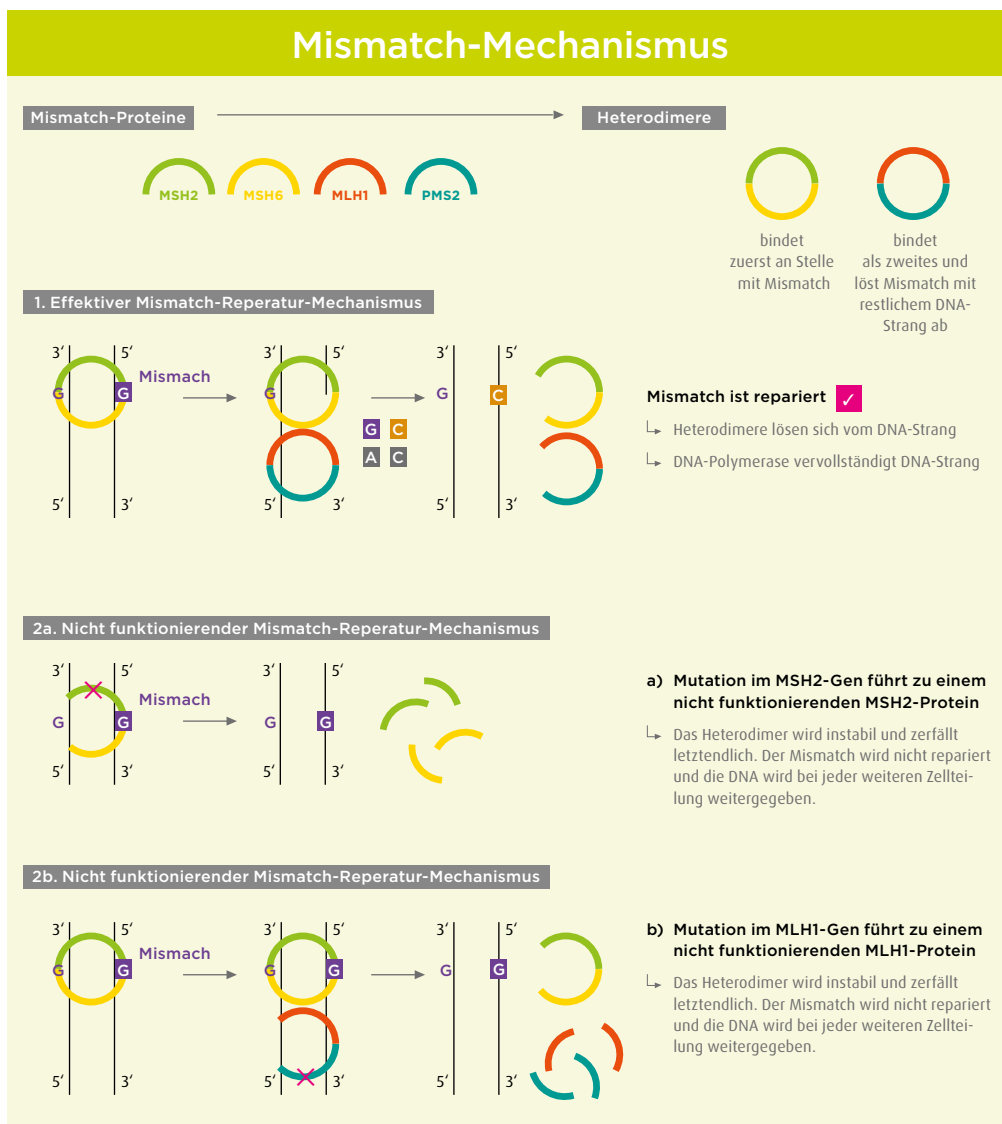 Mismatch-Mechanismus
Mismatch-Proteine
Heterodimere
MSH2
MSH6
MLH1
PMS2
bindet
zuerst an Stelle
mit Mismatch
bindet
als zweites und
löst Mismatch mit
restlichem DNA-
Strang ab
1. Effektiver Mismatch-Reperatur-Mechanismus
3‘ 5‘ 3‘ 5‘ 3‘ 5‘
Mismach
G G G G C
G C
A C
5‘ 3‘ 5‘ 3‘ 5‘ 3‘
Mismatch ist repariert ✓
Heterodimere lösen sich vom DNA-Strang
DNA-Polymerase vervollständigt DNA-Strang
2a. Nicht funktionierender Mismatch-Reperatur-Mechanismus
3‘ 5‘ 3‘ 5‘
Mismach
G G G G
5‘ 3‘ 5‘ 3‘
a) Mutation im MSH2-Gen führt zu einem
nicht funktionierenden MSH2-Protein
Das Heterodimer wird instabil und zerfällt
letztendlich. Der Mismatch wird nicht repariert
und die DNA wird bei jeder weiteren Zelltei-
lung weitergegeben.
2b. Nicht funktionierender Mismatch-Reperatur-Mechanismus
3‘ 5‘ 3‘ 5‘ 3‘ 5‘
Mismach
G G G G G G
5‘ 3‘ 5‘ 3‘ 5‘ 3‘
b) Mutation im MLH1-Gen führt zu einem
nicht funktionierenden MLH1-Protein
Das Heterodimer wird instabil und zerfällt
letztendlich. Der Mismatch wird nicht repariert
und die DNA wird bei jeder weiteren Zelltei-
lung weitergegeben.